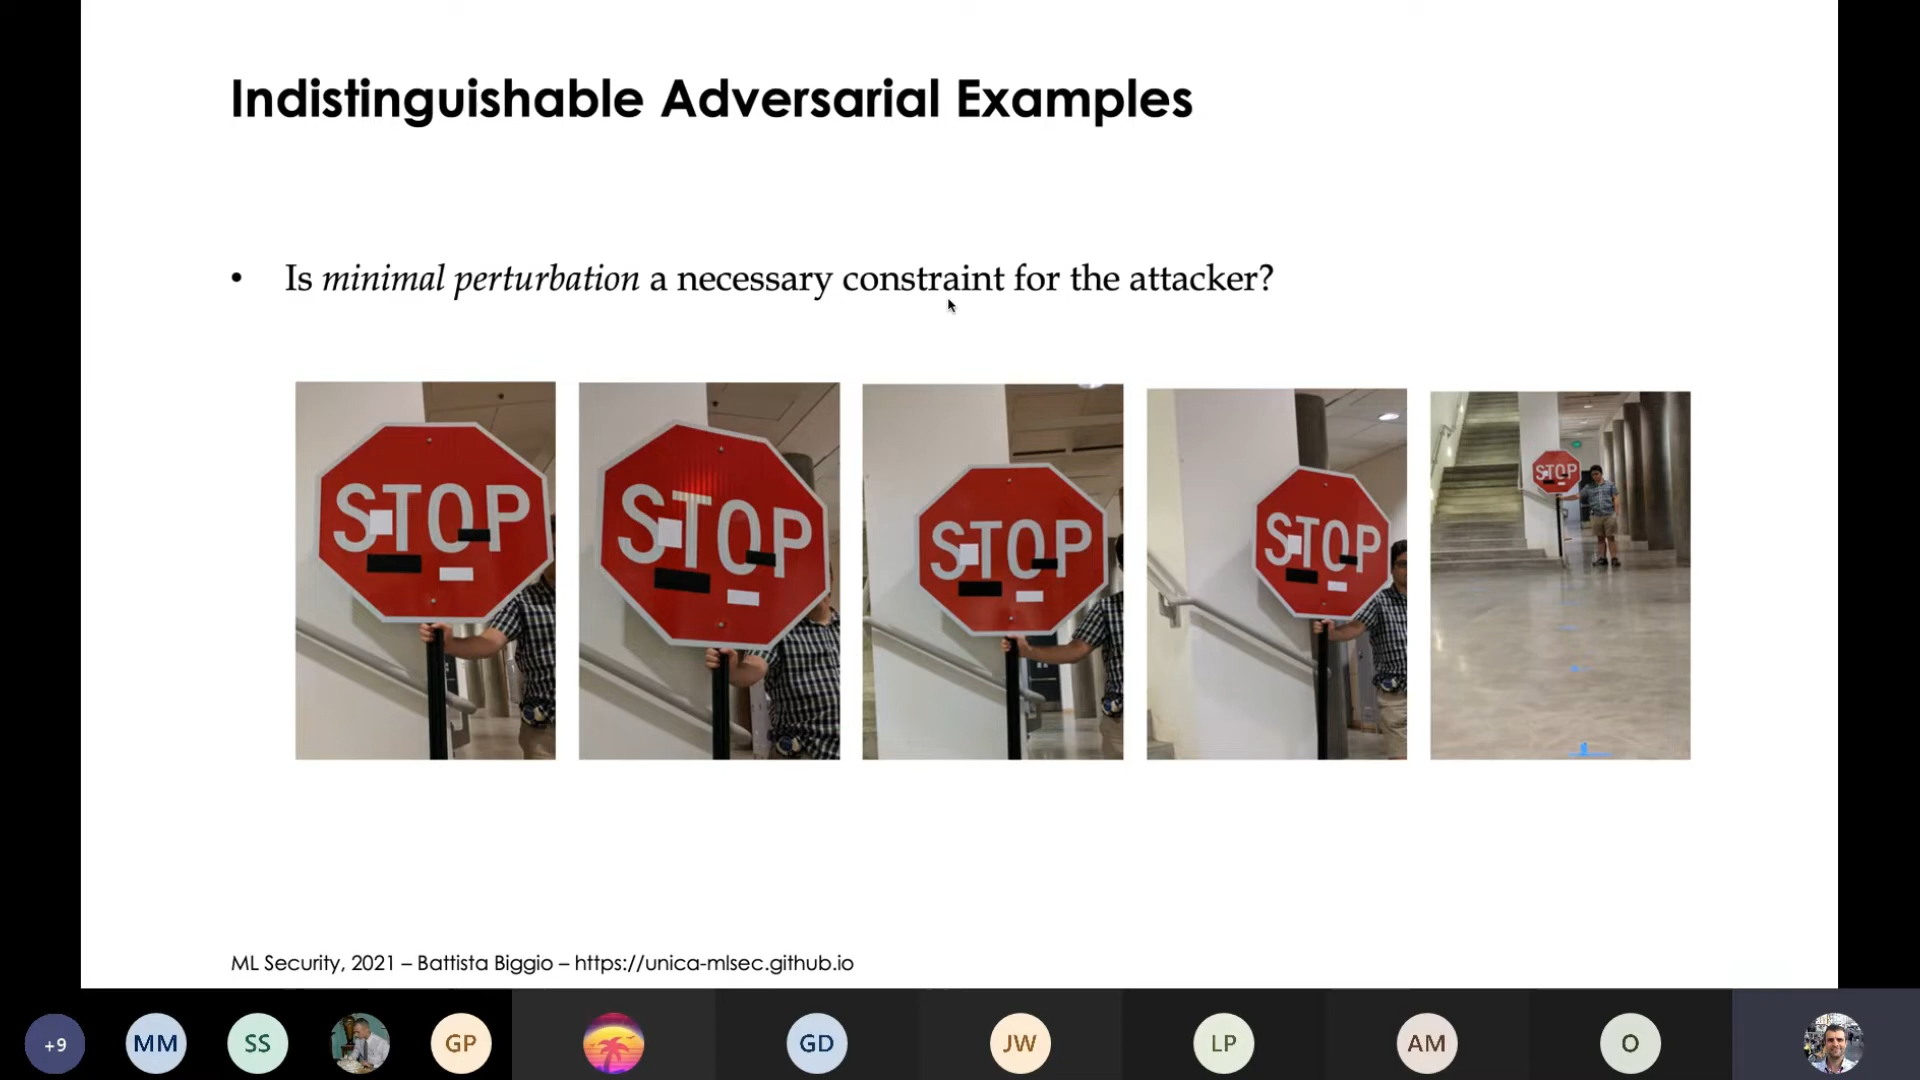 Indistinguishable Adversarial Examples
• Is minimal perturbation a necessary constraint for the attacker?
STOP
STOP
STOP
STOP
STOP
ML Security, 2021 – Battista Biggio – https://unica-mlsec.github.io
+9
MM
SS
GP
GD
JW
LP
AM
O